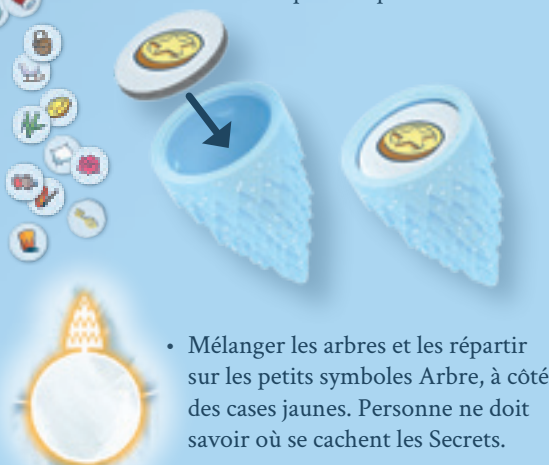 • Mélanger les arbres et les répartir
sur les petits symboles Arbre, à côté
des cases jaunes. Personne ne doit
savoir où se cachent les Secrets.